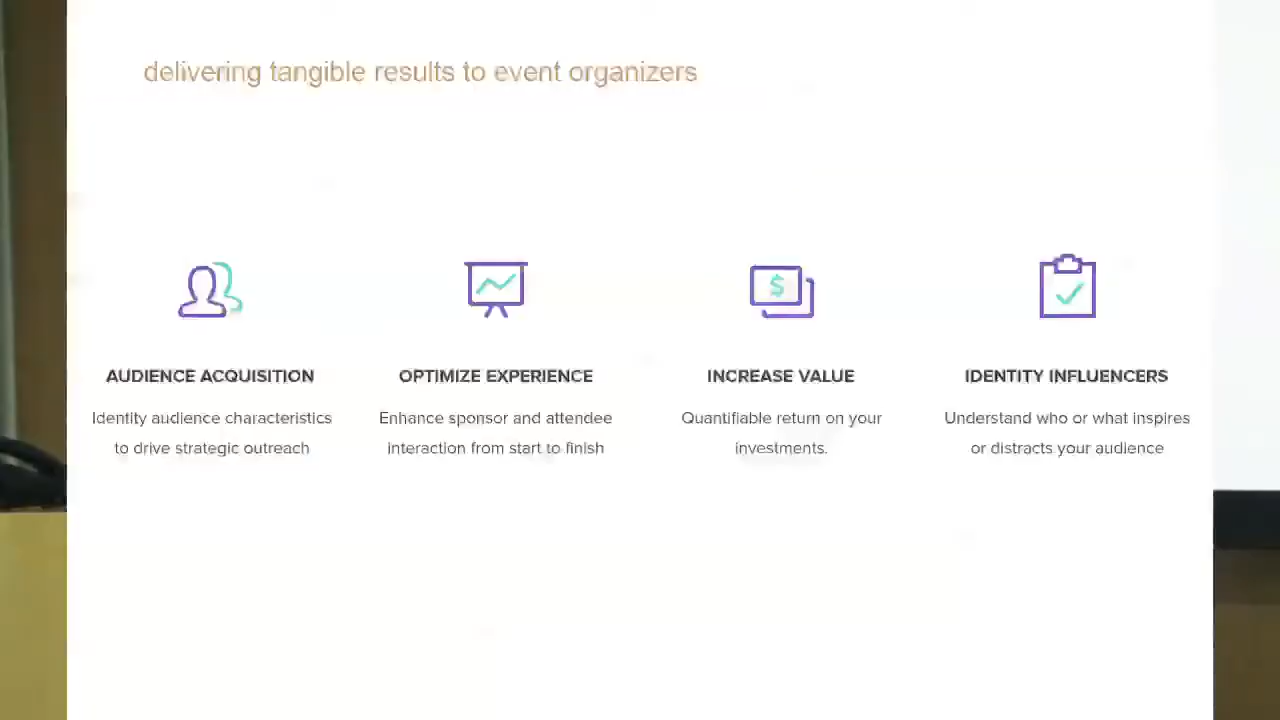 delivering tangible results to event organizers
AUDIENCE ACQUISITION
Identity audience characteristics
to drive strategic outreach
OPTIMIZE EXPERIENCE
Enhance sponsor and attendee
interaction from start to finish
INCREASE VALUE
$
Quantifiable return on your
investments.
IDENTITY INFLUENCERS
Understand who or what inspires
or distracts your audience